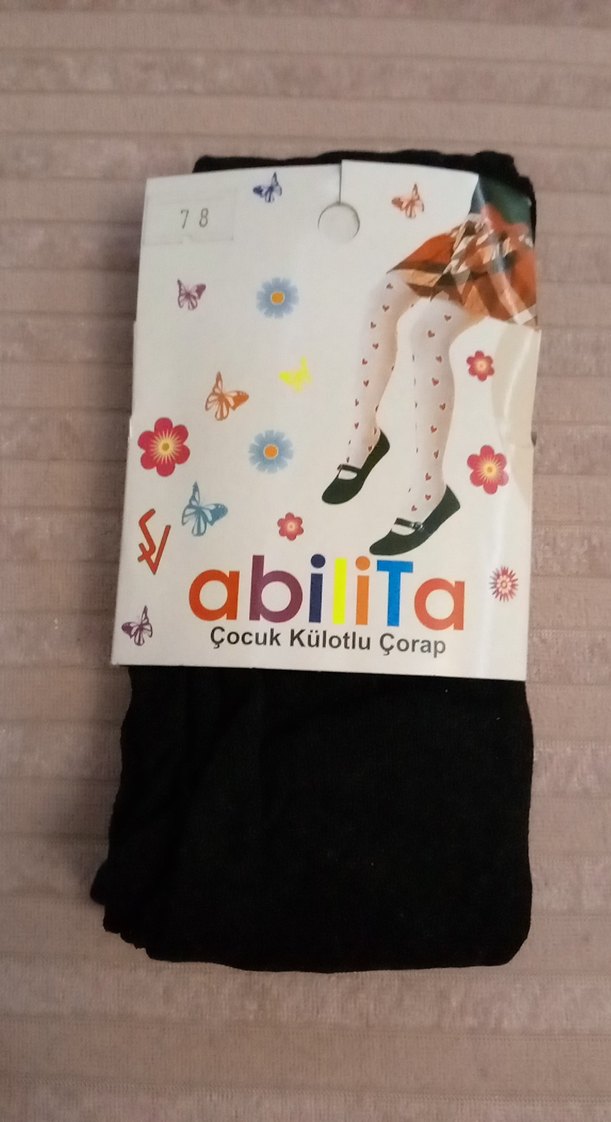 78
abiliTa
Çocuk Külotlu Çorap